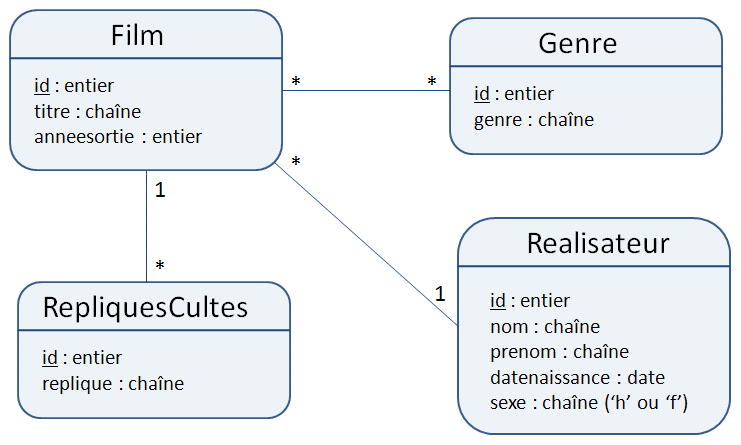 Film
id : entier
titre : chaîne
anneesortie : entier
*
*
Genre
id : entier
genre : chaîne
*
1
1
*
Realisateur
id : entier
nom : chaîne
prenom : chaîne
datenaissance : date
sexe : chaîne (‘h’ ou ‘f’)
RepliquesCultes
id : entier
replique : chaîne